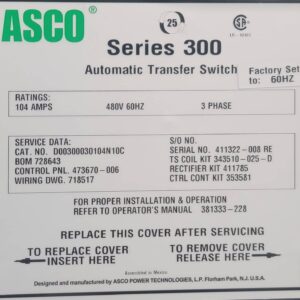 ASCO
25
Series 300
Automatic Transfer Switch
Factory Set
to: 60HZ
RATINGS:
104 AMPS 480V 60HZ 3 PHASE
SERVICE DATA:
CAT. NO. D00300030104N10C
BOM 728643
CONTROL PNL. 473670-006
WIRING DWG. 718517
S/O NO.
SERIAL NO. 411322-008 RE
TS COIL KIT 343510-025-D
RECTIFIER KIT 411785
CTRL CONT KIT 353581
FOR PROPER INSTALLATION & OPERATION
REFER TO OPERATOR'S MANUAL 381333-228
REPLACE THIS COVER AFTER SERVICING
TO REPLACE COVER
INSERT HERE
TO REMOVE COVER
RELEASE HERE
Assembled in Mexico
Designed and manufactured by ASCO POWER TECHNOLOGIES, L.P. Florham Park, N.J. U.S.A.